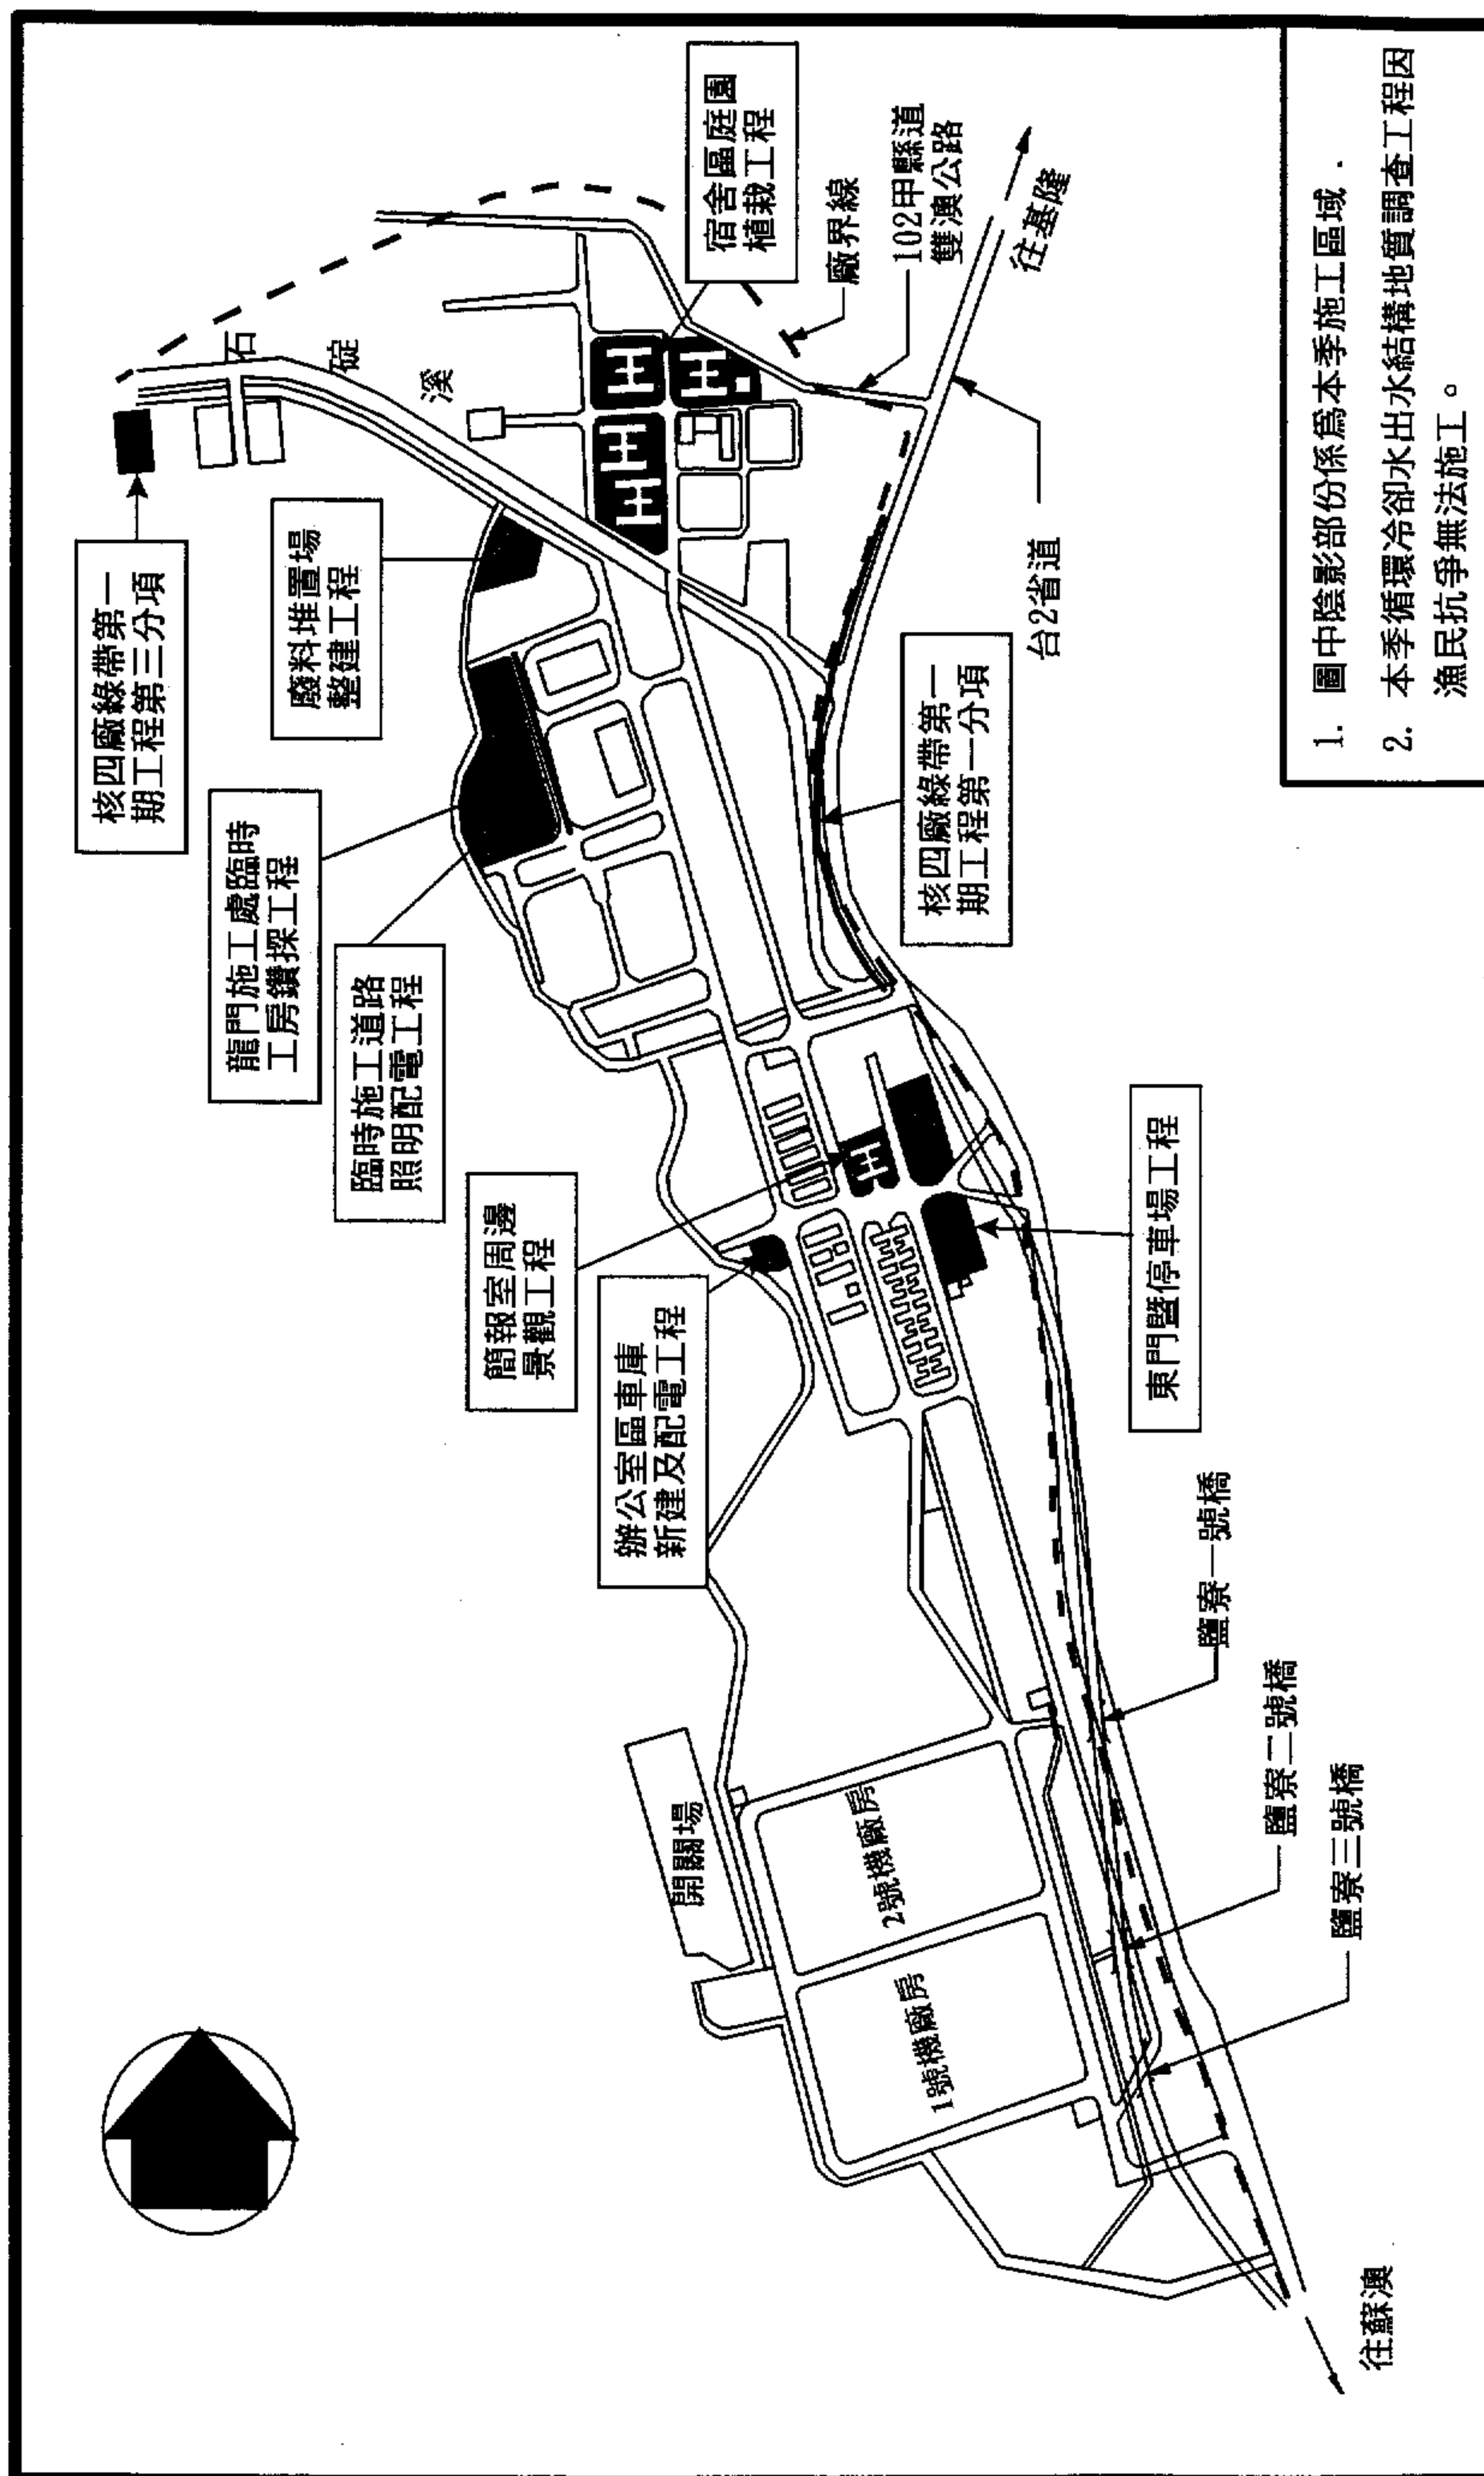 核四廠綠帶第一
期工程第三分項
龍門施工處臨時
工房鑽探工程
廢料堆置場
整建工程
臨時施工道路
照明配電工程
簡報室周邊
景觀工程
辦公室區車庫
新建及配電工程
石
碇
溪
宿舍區庭園
植栽工程
廠界線
102甲縣道
雙澳公路
往基隆
台2省道
核四廠綠帶第一
期工程第一分項
東門暨停車場工程
開關場
2號機廠房
1號機廠房
鹽寮一號橋
鹽寮二號橋
鹽寮三號橋
往蘇澳
1. 圖中陰影部份係爲本季施工區域．
2. 本季循環冷卻水出水結構地質調查工程因
漁民抗爭無法施工。